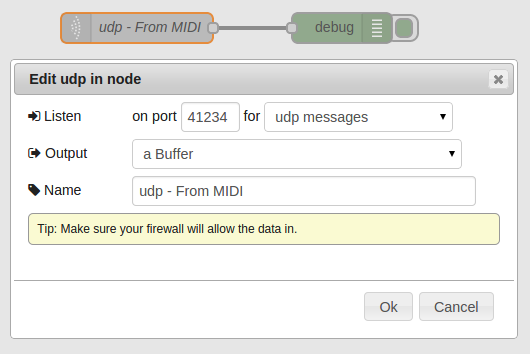 udp - From MIDI debug
Edit udp in node
Listen on port 41234 for udp messages
Output a Buffer
Name udp - From MIDI
Tip: Make sure your firewall will allow the data in.
Ok Cancel